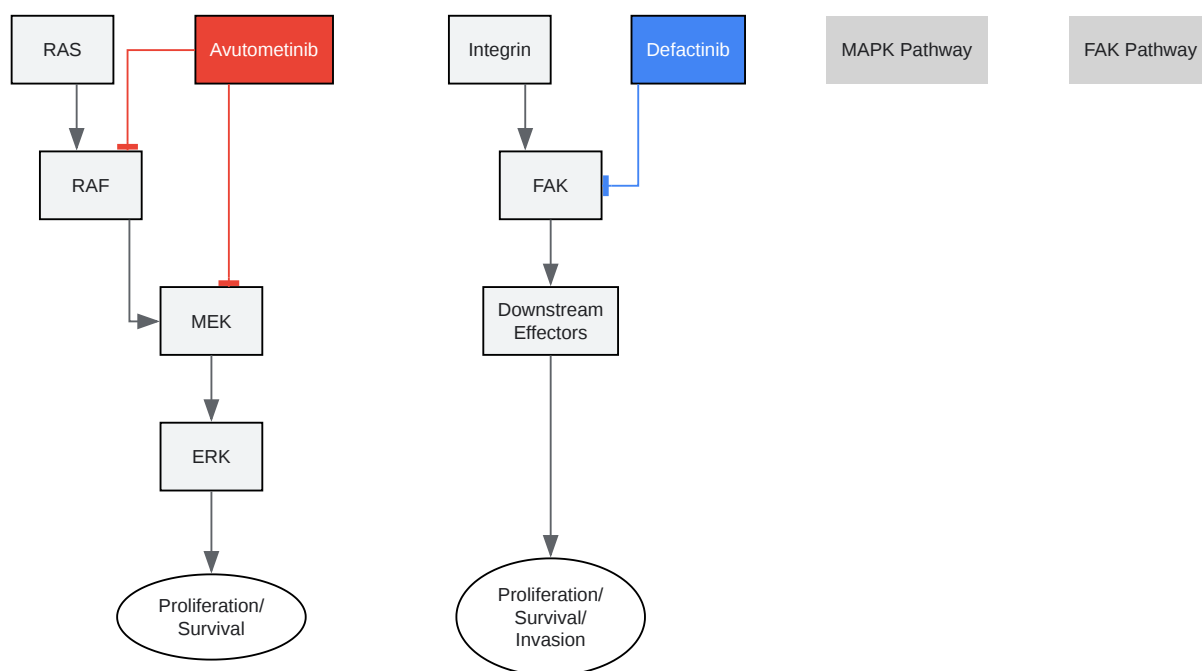 RAS
Avutometinib
Integrin
Defactinib
MAPK Pathway
FAK Pathway
RAF
FAK
MEK
Downstream
Effectors
ERK
Proliferation/
Survival
Proliferation/
Survival/
Invasion